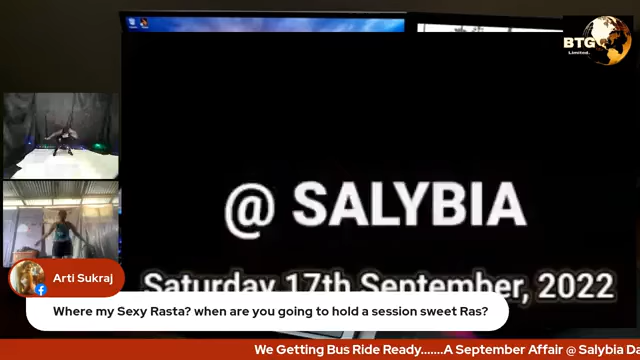 BTG
Limited.
@ SALYBIA
Saturday 17th September, 2022
Arti Sukraj
Where my Sexy Rasta? when are you going to hold a session sweet Ras?
We Getting Bus Ride Ready.......A September Affair @ Salybia Da